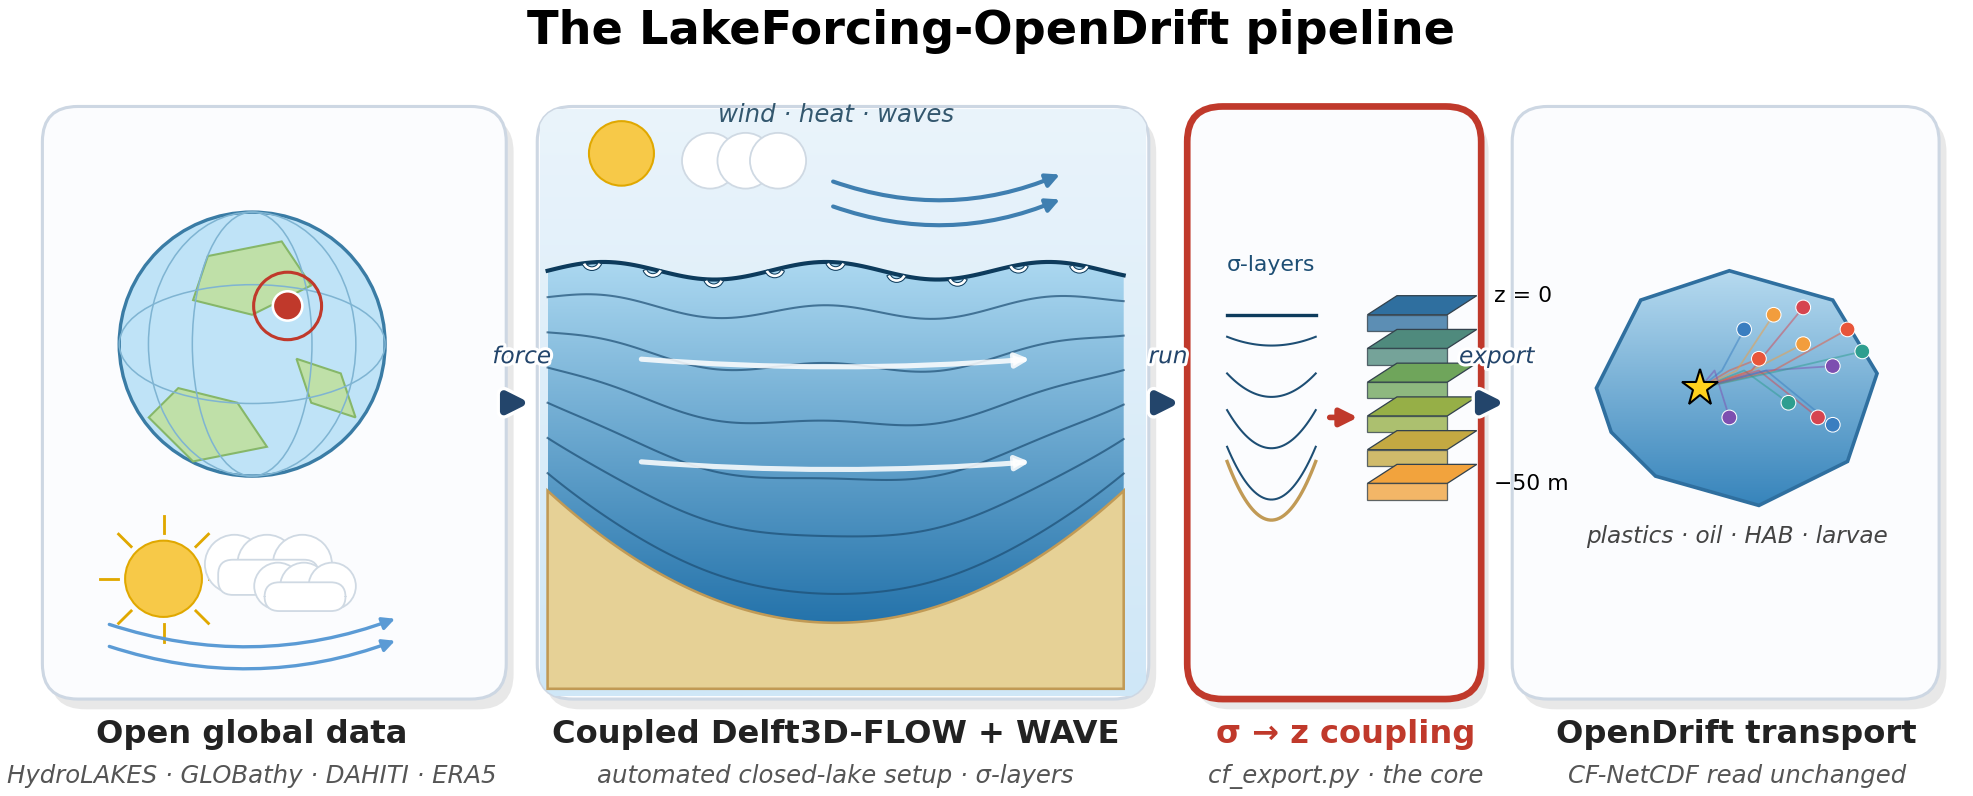 The LakeForcing-OpenDrift pipeline
wind · heat · waves
σ-layers
z = 0
−50 m
force
run
export
plastics · oil · HAB · larvae
Open global data
HydroLAKES · GLOBathy · DAHITI · ERA5
Coupled Delft3D-FLOW + WAVE
automated closed-lake setup · σ-layers
σ → z coupling
cf_export.py · the core
OpenDrift transport
CF-NetCDF read unchanged